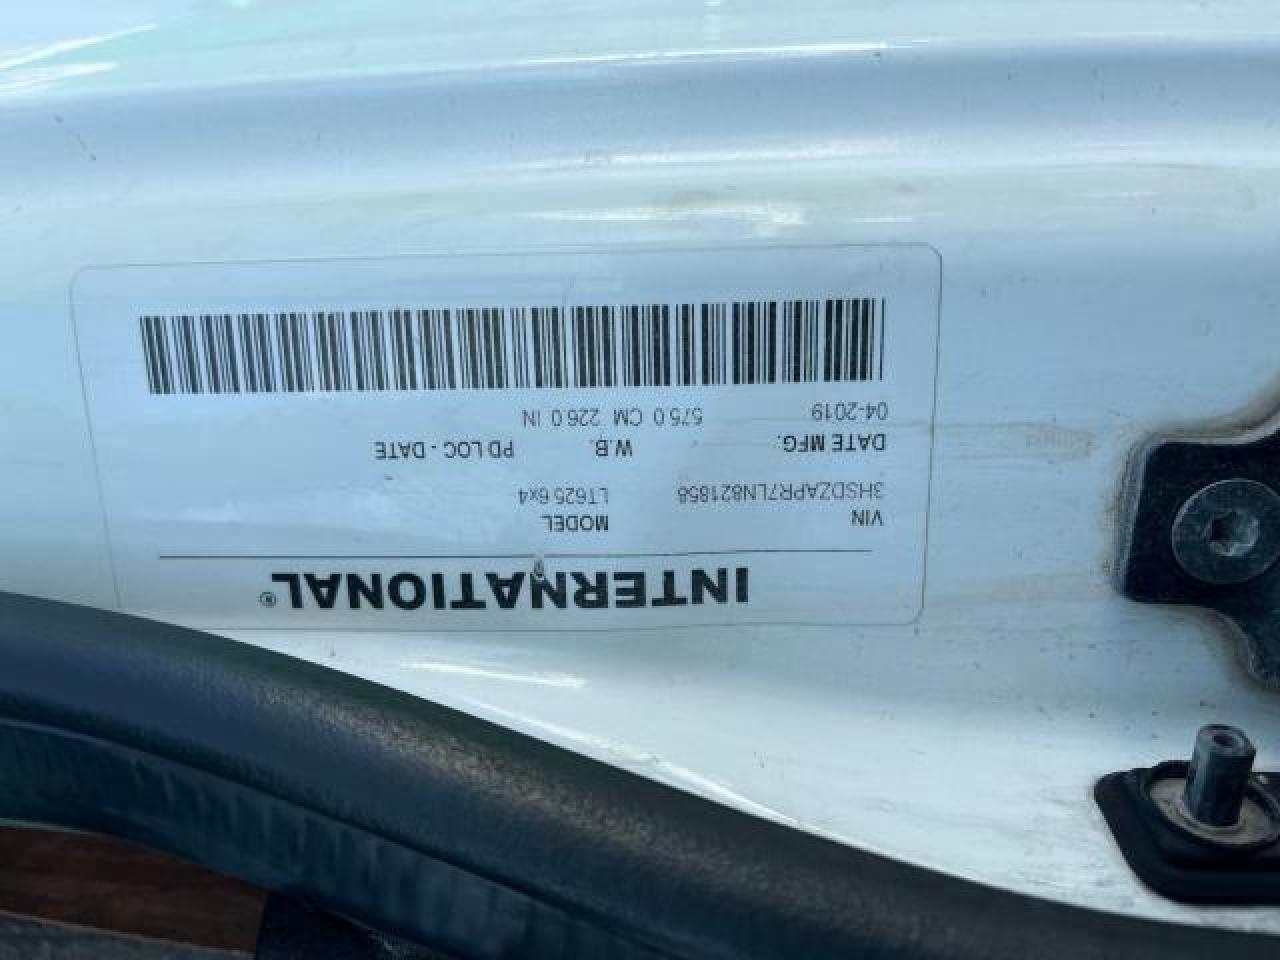 INTERNATIONAL®
VIN MODEL
3HSDZAPR7LN821858 LT625 6x4
DATE MFG: W.B. PD LOC - DATE
04-2019 575.0 CM 226.0 IN